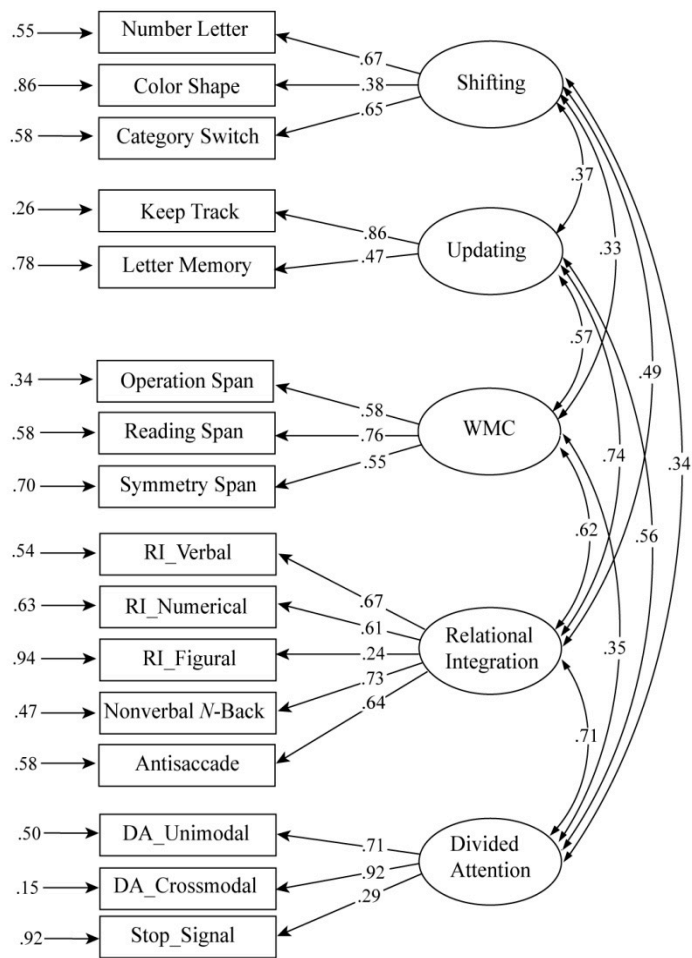 .55 Number Letter .67
.86 Color Shape .38 Shifting
.58 Category Switch .65
.37
.26 Keep Track .86
.78 Letter Memory .47 Updating .33
.57
.34 Operation Span .58 .49
.58 Reading Span .76 WMC
.70 Symmetry Span .55 .74 .34
.54 RI_Verbal .62 .56
.63 RI_Numerical .67
.61
.94 RI_Figural .24 Relational Integration .35
.47 Nonverbal N-Back .73
.58 Antisaccade .64 .71
.50 DA_Unimodal .71
.15 DA_Crossmodal .92 Divided Attention
.92 Stop_Signal .29